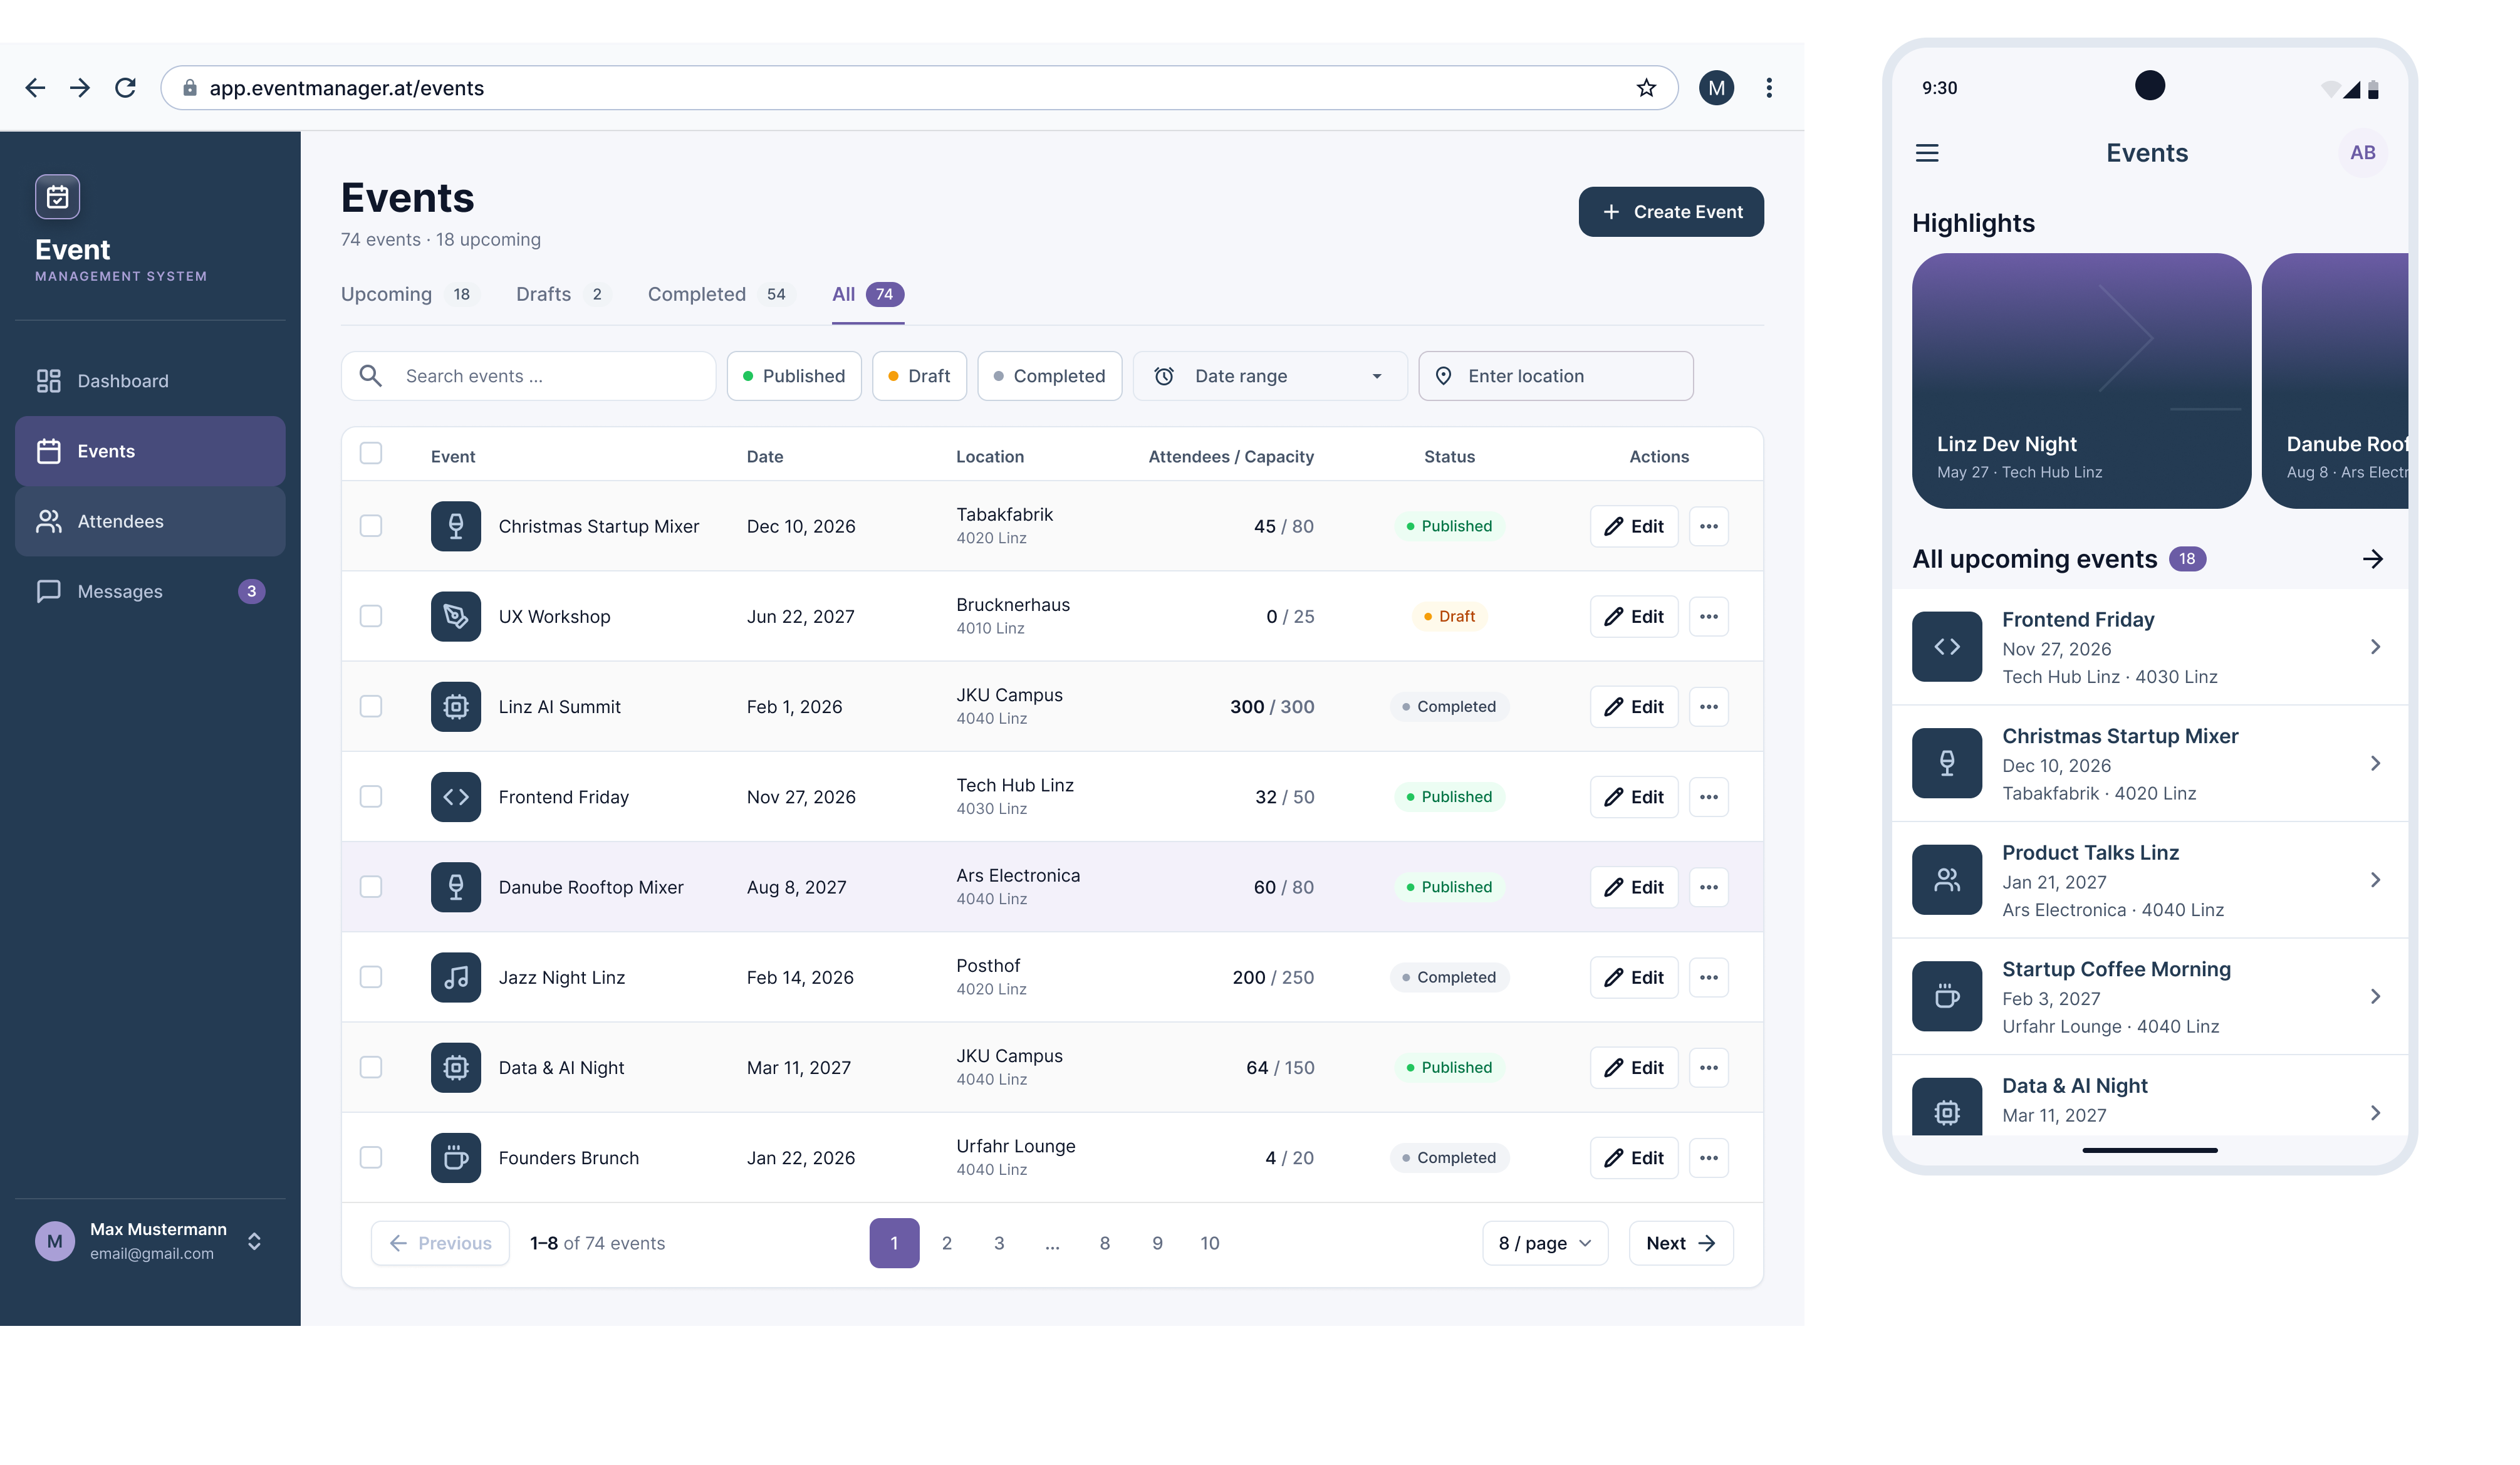 app.eventmanager.at/events
M
Event
MANAGEMENT SYSTEM
Dashboard
Events
Attendees
Messages 3
M
Max Mustermann
email@gmail.com
Events
74 events · 18 upcoming
Create Event
Upcoming 18 Drafts 2 Completed 54 All 74
Search events ... Published Draft Completed Date range Enter location
Event Date Location Attendees / Capacity Status Actions
Christmas Startup Mixer Dec 10, 2026 Tabakfabrik 45 / 80 Published Edit
4020 Linz
UX Workshop Jun 22, 2027 Brucknerhaus 0 / 25 Draft Edit
4010 Linz
Linz AI Summit Feb 1, 2026 JKU Campus 300 / 300 Completed Edit
4040 Linz
Frontend Friday Nov 27, 2026 Tech Hub Linz 32 / 50 Published Edit
4030 Linz
Danube Rooftop Mixer Aug 8, 2027 Ars Electronica 60 / 80 Published Edit
4040 Linz
Jazz Night Linz Feb 14, 2026 Posthof 200 / 250 Completed Edit
4020 Linz
Data & AI Night Mar 11, 2027 JKU Campus 64 / 150 Published Edit
4040 Linz
Founders Brunch Jan 22, 2026 Urfahr Lounge 4 / 20 Completed Edit
4040 Linz
Previous 1–8 of 74 events 1 2 3 ... 8 9 10 8 / page Next
9:30
Events AB
Highlights
Linz Dev Night
May 27 · Tech Hub Linz
Danube Roof
Aug 8 · Ars Electr
All upcoming events 18
Frontend Friday
Nov 27, 2026
Tech Hub Linz · 4030 Linz
Christmas Startup Mixer
Dec 10, 2026
Tabakfabrik · 4020 Linz
Product Talks Linz
Jan 21, 2027
Ars Electronica · 4040 Linz
Startup Coffee Morning
Feb 3, 2027
Urfahr Lounge · 4040 Linz
Data & AI Night
Mar 11, 2027